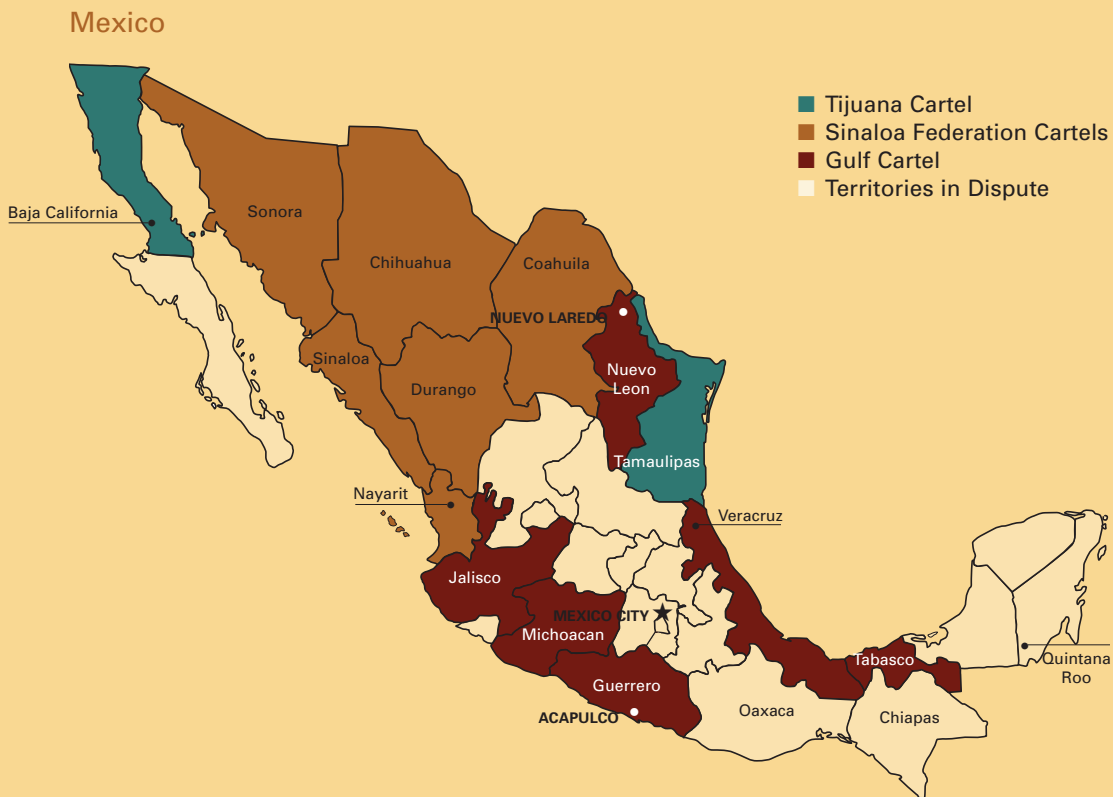 Mexico
Tijuana Cartel
Sinaloa Federation Cartels
Gulf Cartel
Territories in Dispute
Baja California
Sonora
Chihuahua
Coahuila
NUEVO LAREDO
Sinaloa
Durango
Nuevo
Leon
Tamaulipas
Nayarit
Veracruz
Jalisco
MEXICO CITY
Michoacan
Tabasco
Quintana
Roo
Guerrero
Oaxaca
ACAPULCO
Chiapas